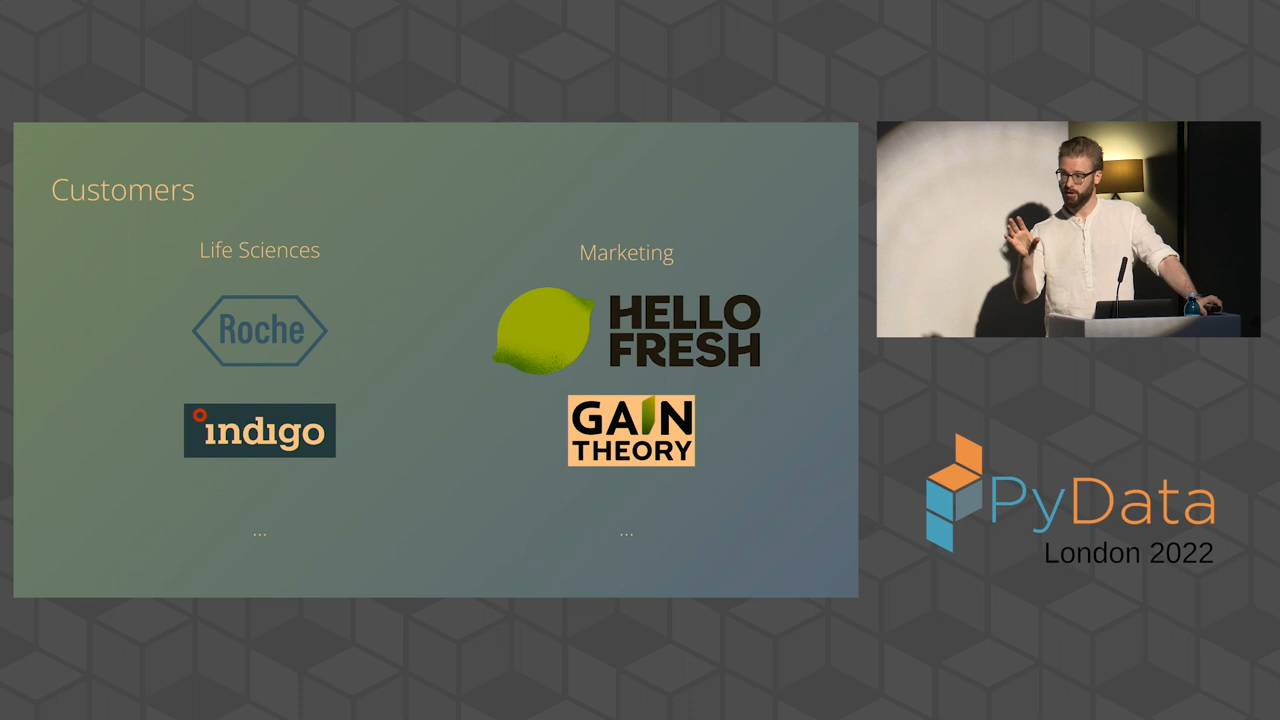 Customers
Life Sciences
Marketing
Roche
HELLO
FRESH
indigo
GAIN
THEORY
...
...
PyData
London 2022